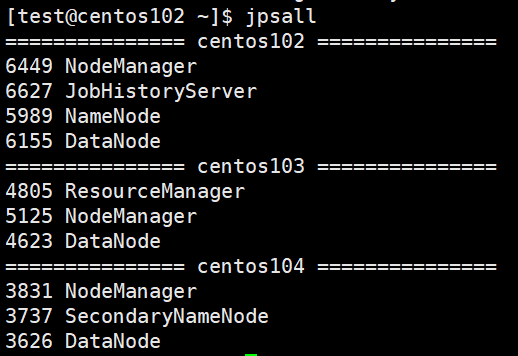 [test@centos102 ~]$ jpsall
=============== centos102 ===============
6449 NodeManager
6627 JobHistoryServer
5989 NameNode
6155 DataNode
=============== centos103 ===============
4805 ResourceManager
5125 NodeManager
4623 DataNode
=============== centos104 ===============
3831 NodeManager
3737 SecondaryNameNode
3626 DataNode